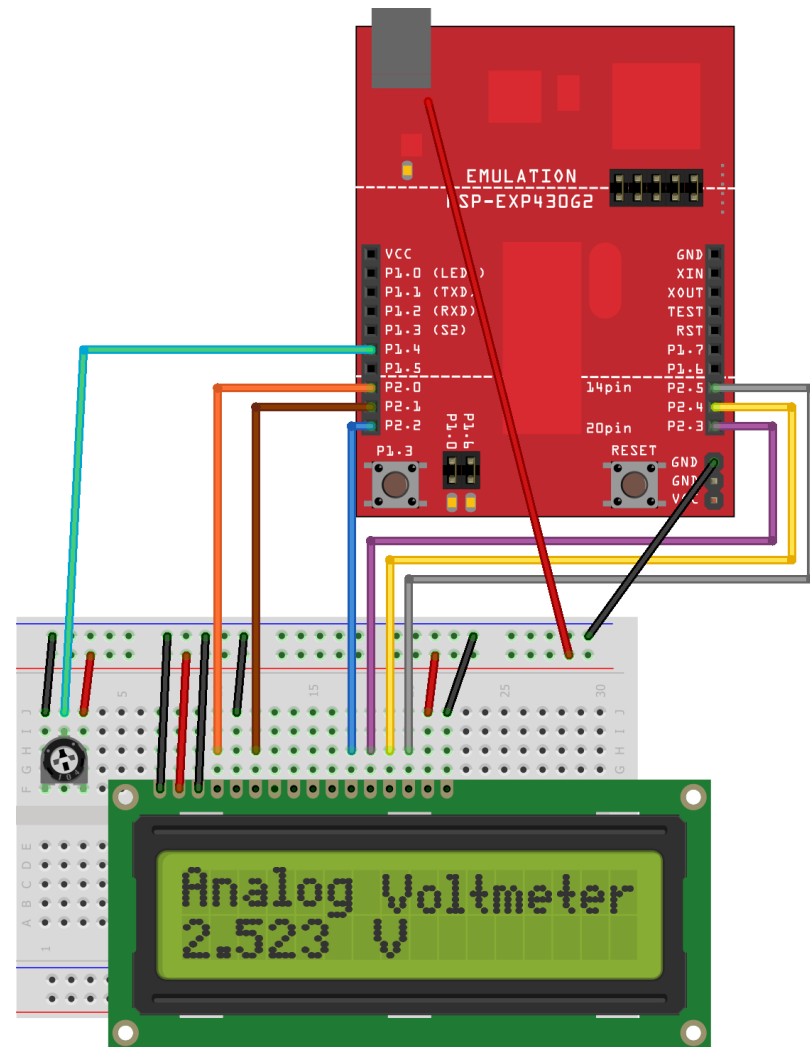 EMULATION
MSP-EXP430G2
VCC
P1.0 (LED1)
P1.1 (TXD)
P1.2 (RXD)
P1.3 (S2)
P1.4
P1.5
P2.0
P2.1
P2.2
GND
XIN
XOUT
TEST
RST
P1.7
P1.6
14pin P2.5
P2.4
20pin P2.3
P1.3
P1.0
P1.6
RESET
GND
GND
VCC
5
15
25
30
J
I
H
G
F
J
I
H
G
E
D
C
B
A
1
104
Analog Voltmeter
2.523 V